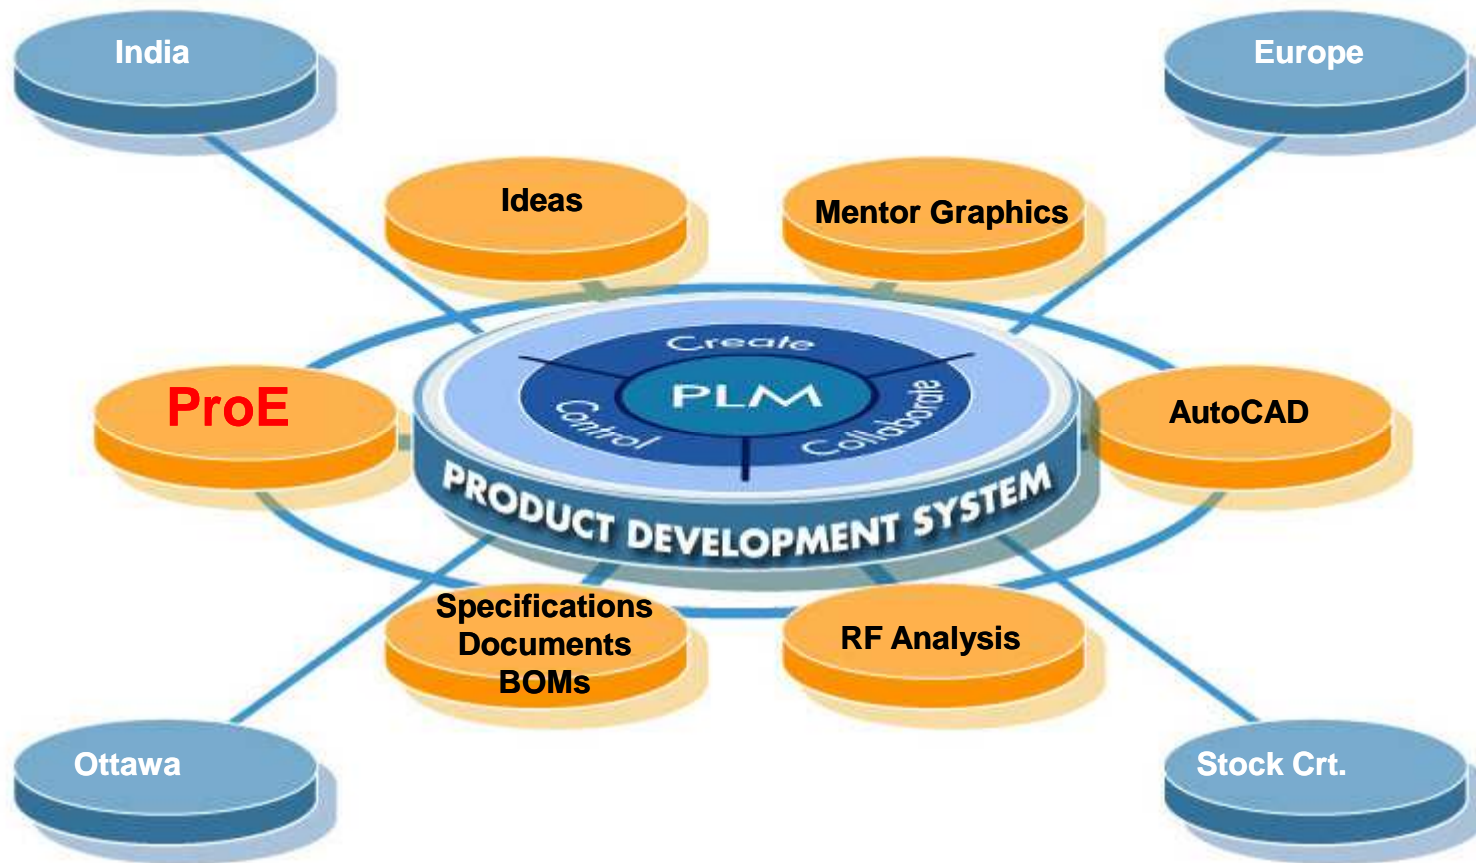 India
Europe
Ideas
Mentor Graphics
Create
PLM
Control
Collaborate
ProE
AutoCAD
PRODUCT DEVELOPMENT SYSTEM
Specifications
Documents
BOMs
RF Analysis
Ottawa
Stock Crt.